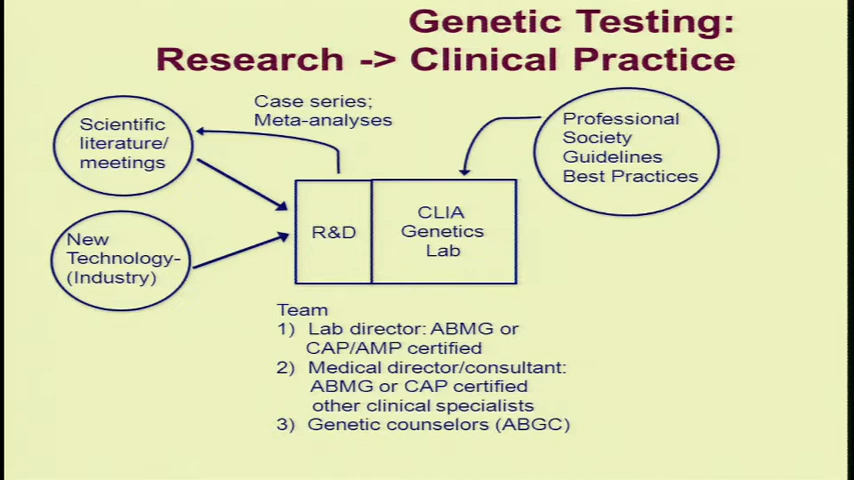 Genetic Testing:
Research -> Clinical Practice
Case series;
Meta-analyses
Scientific
literature/
meetings
Professional
Society
Guidelines
Best Practices
New
Technology-
(Industry)
R&D
CLIA
Genetics
Lab
Team
1) Lab director: ABMG or
CAP/AMP certified
2) Medical director/consultant:
ABMG or CAP certified
other clinical specialists
3) Genetic counselors (ABGC)